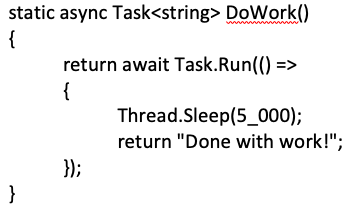 static async Task<string> DoWork()
{
return await Task.Run(() =>
{
Thread.Sleep(5_000);
return "Done with work!";
});
}